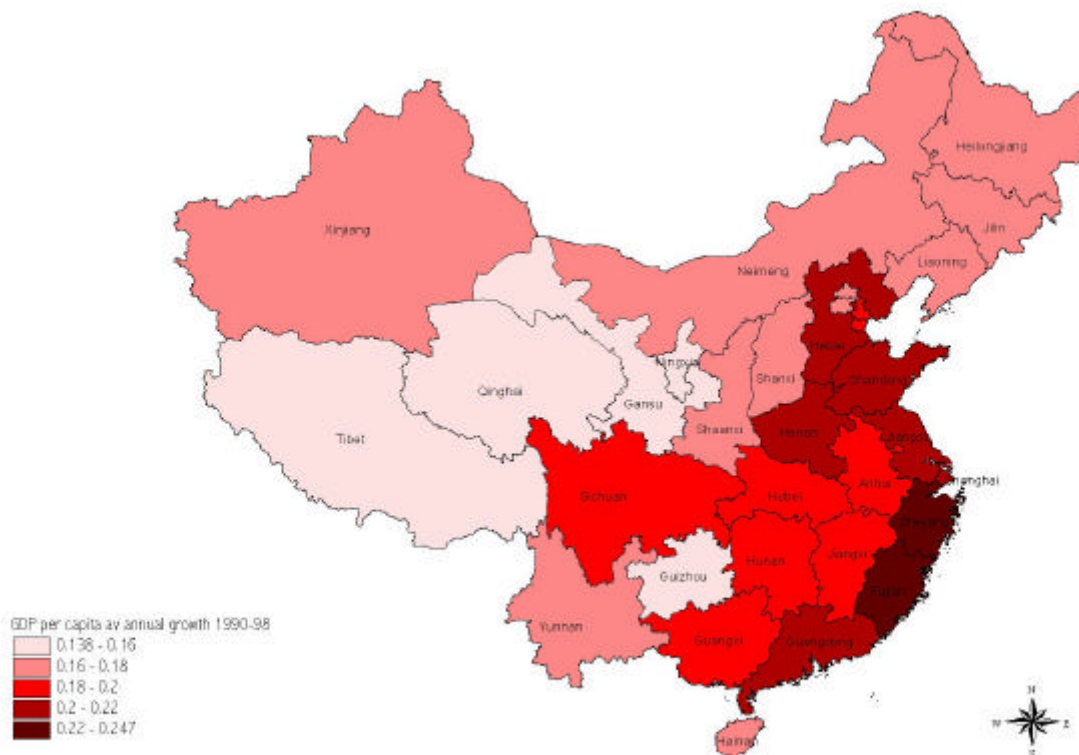 Heilungjiang
Jilin
Liaoning
Xinjiang
Neimeng
Hebei
Ningxia
Shanxi
Shandong
Qinghai
Gansu
Shaanxi
Henan
Jiangsu
Tibet
Shanghai
Sichuan
Hubei
Anhui
Zhejiang
Hunan
Jiangxi
Guizhou
Fujian
Yunnan
Guangxi
Guangdong
Hainan
GDP per capita av annual growth 1990-98
0.138 - 0.16
0.16 - 0.18
0.18 - 0.2
0.2 - 0.22
0.22 - 0.247
N
W
E
S